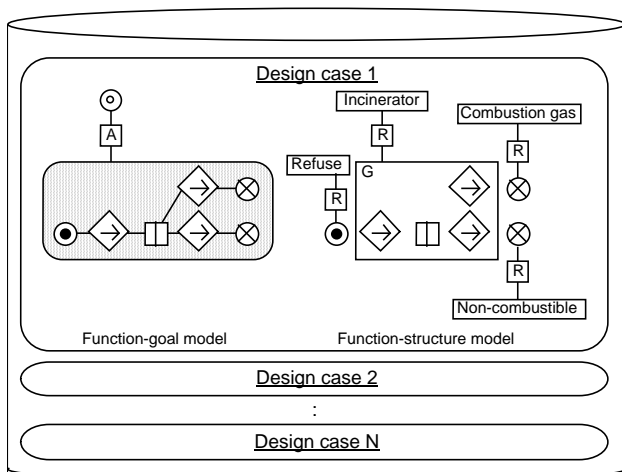 Design case 1
Incinerator
Combustion gas
A
R
R
Refuse
G
R
R
Non-combustible
Function-goal model
Function-structure model
Design case 2
:
Design case N